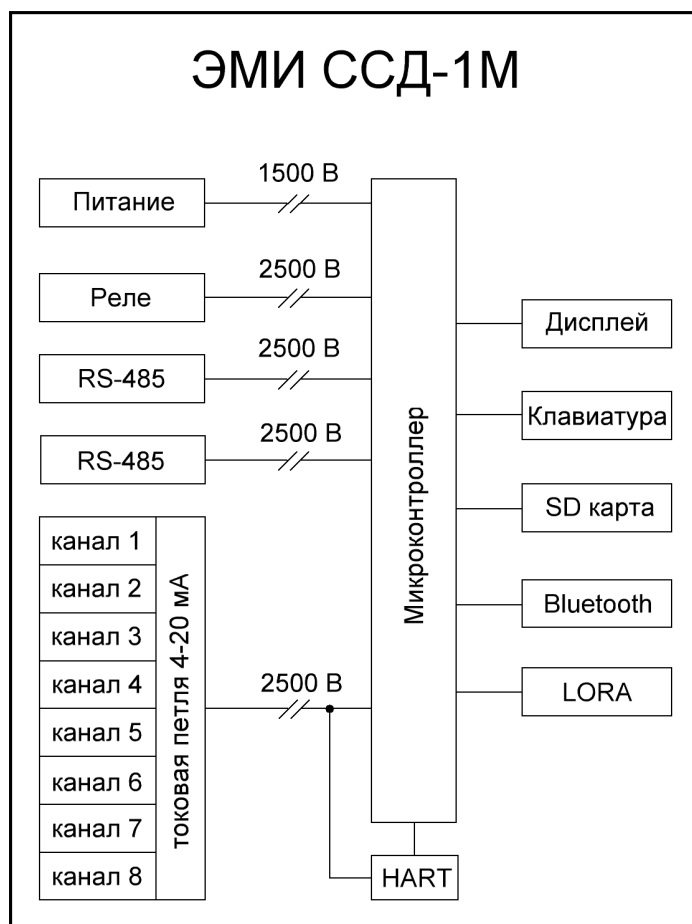 ЭМИ ССД-1М
1500 В
Питание
2500 В
Реле
2500 В
RS-485
2500 В
RS-485
канал 1
канал 2
канал 3
канал 4
канал 5
канал 6
канал 7
канал 8
токовая петля 4-20 мА
2500 В
Микроконтроллер
HART
Дисплей
Клавиатура
SD карта
Bluetooth
LORA